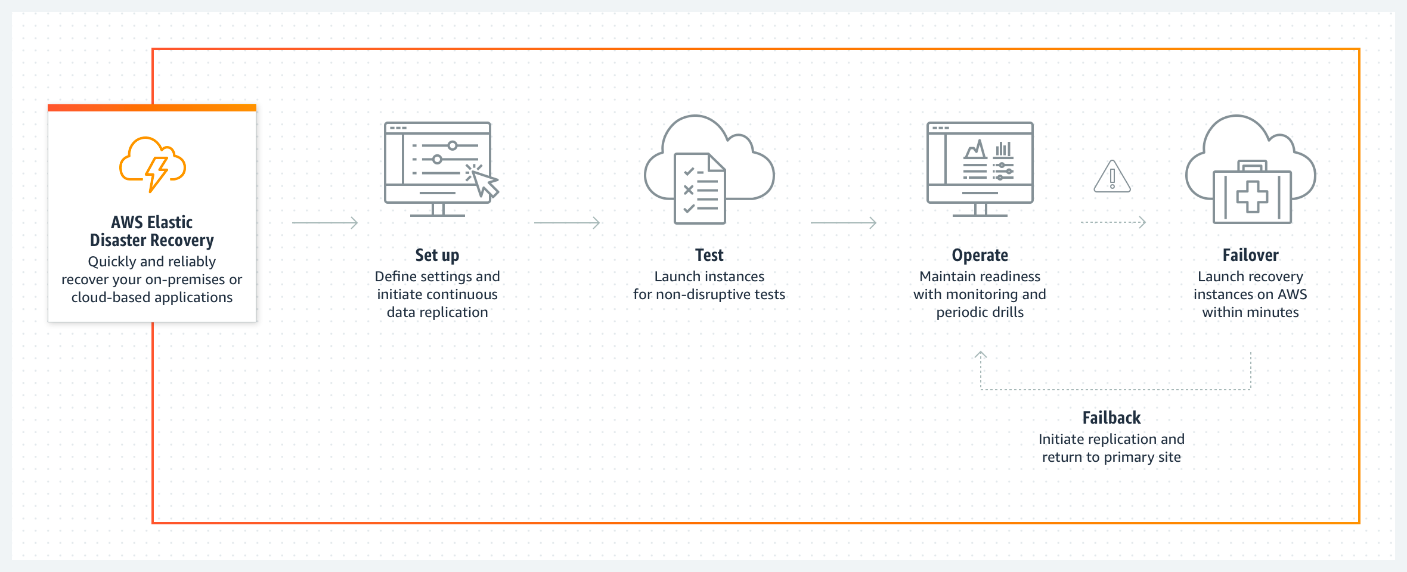 AWS Elastic
Disaster Recovery
Quickly and reliably
recover your on-premises or
cloud-based applications
Set up
Define settings and
initiate continuous
data replication
Test
Launch instances
for non-disruptive tests
Operate
Maintain readiness
with monitoring and
periodic drills
Failover
Launch recovery
instances on AWS
within minutes
Failback
Initiate replication and
return to primary site